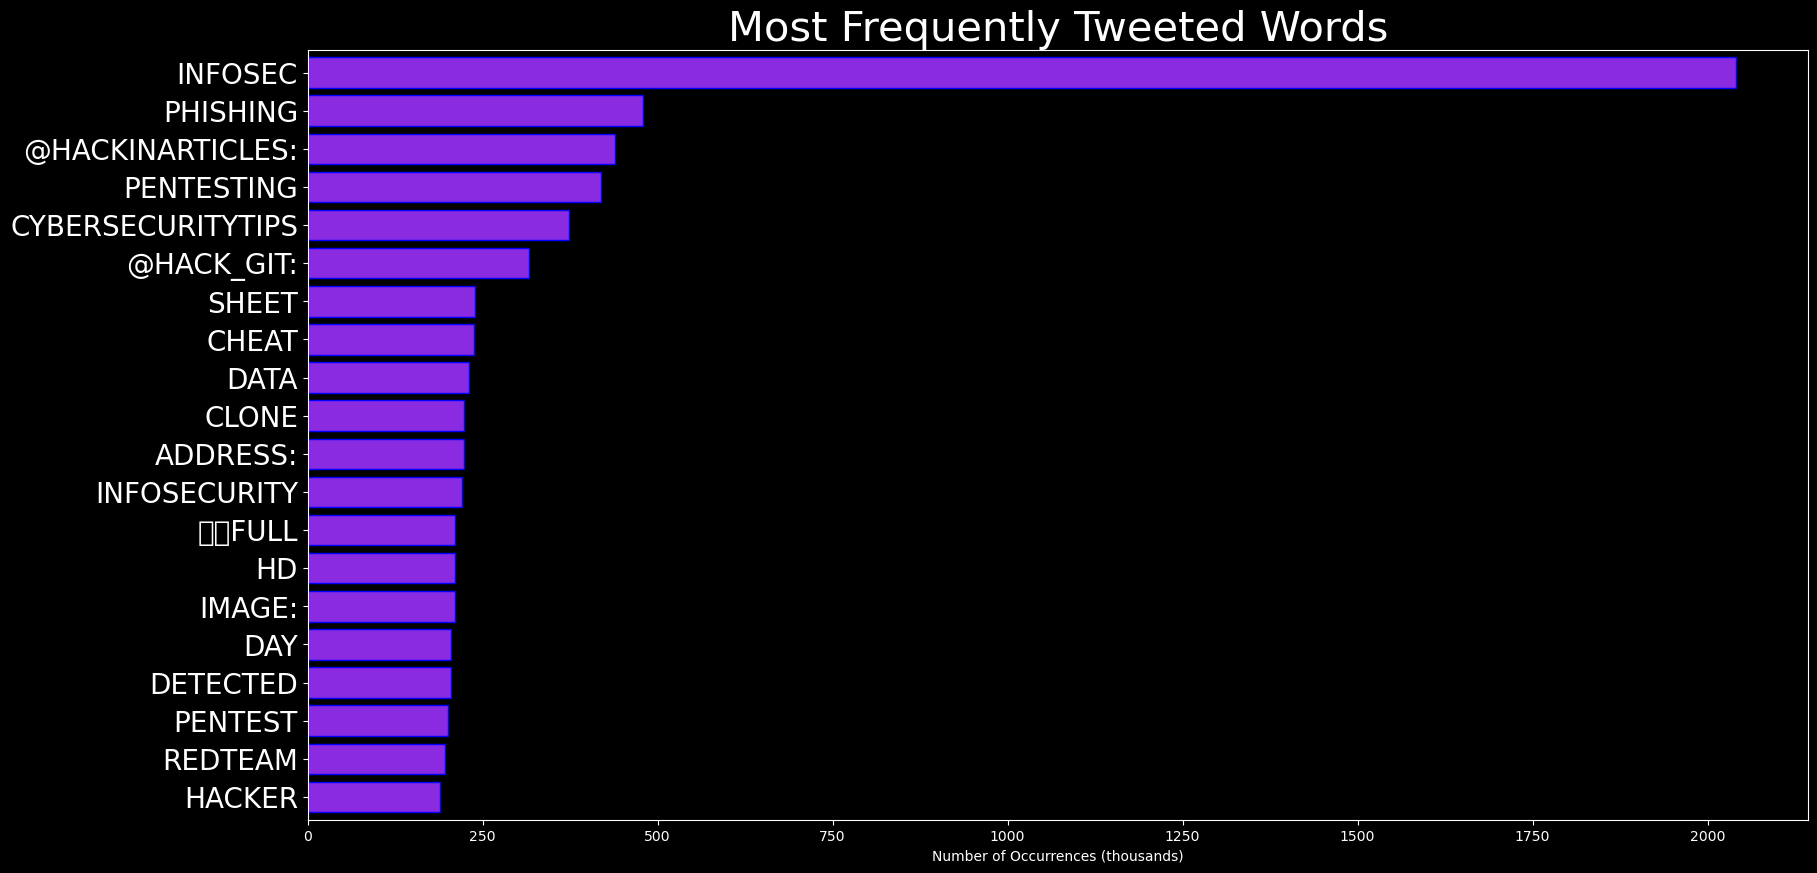 Most Frequently Tweeted Words
INFOSEC
PHISHING
@HACKINARTICLES:
PENTESTING
CYBERSECURITYTIPS
@HACK_GIT:
SHEET
CHEAT
DATA
CLONE
ADDRESS:
INFOSECURITY
FULL
HD
IMAGE:
DAY
DETECTED
PENTEST
REDTEAM
HACKER
0 250 500 750 1000 1250 1500 1750 2000
Number of Occurrences (thousands)